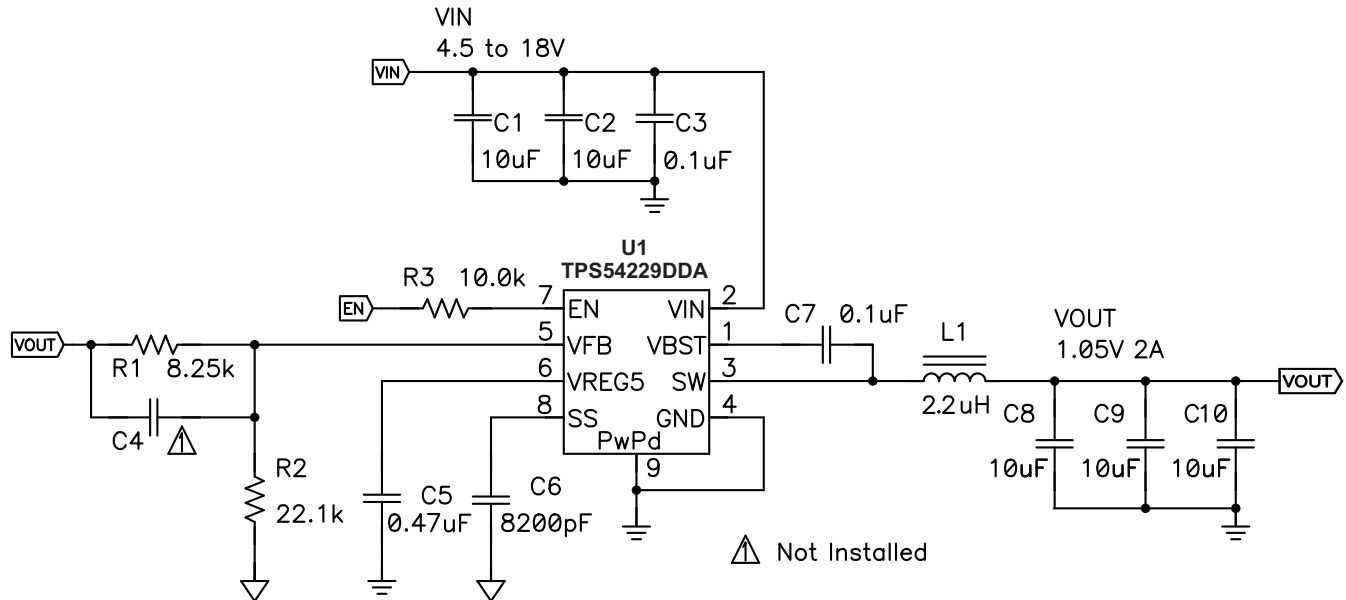 VIN
4.5 to 18V
VIN
C1
C2
C3
10uF
10uF
0.1uF
U1
TPS54229DDA
R3 10.0k
EN
7
EN
VIN
2
C7 0.1uF
VOUT
R1 8.25k
5
VFB
VBST
1
L1
VOUT
1.05V 2A
6
VREG5
SW
3
2.2uH
VOUT
C4
1
8
SS
GND
4
C8
C9
C10
PwPd
9
R2
22.1k
C5
0.47uF
C6
8200pF
10uF
10uF
10uF
1 Not Installed